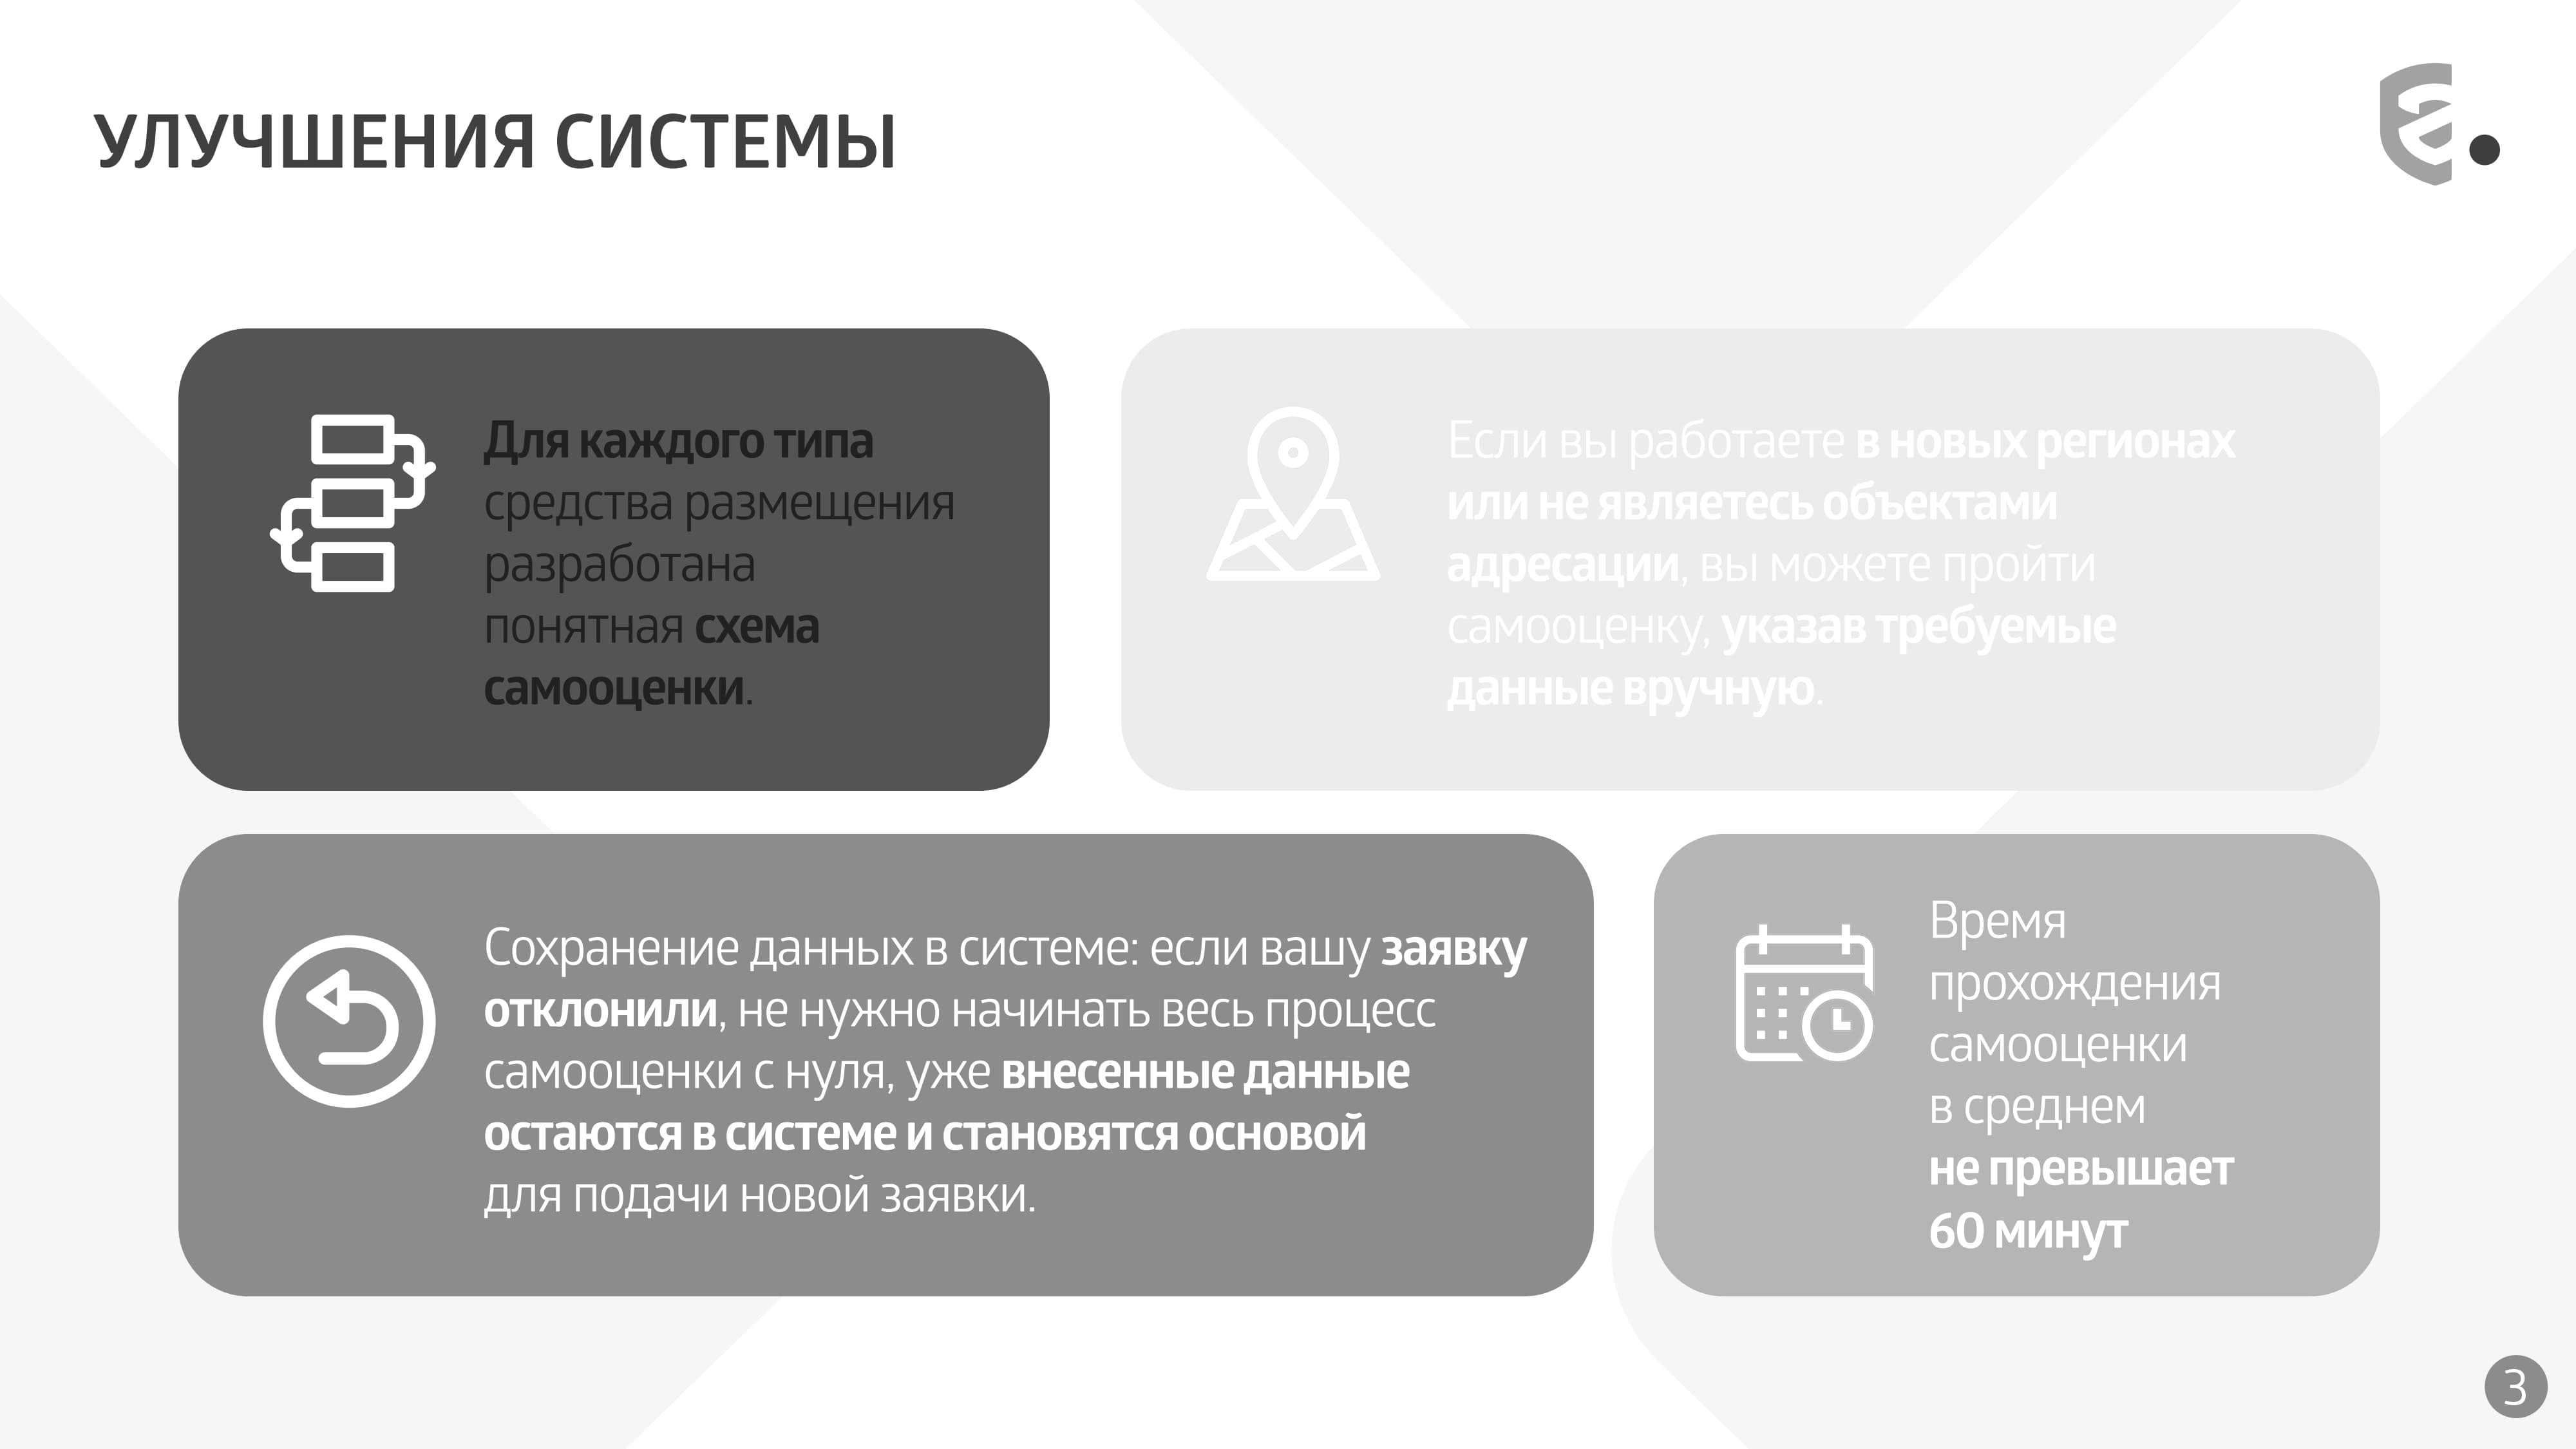 УЛУЧШЕНИЯ СИСТЕМЫ
Для каждого типа
средства размещения
разработана
понятная схема
самооценки.
Если вы работаете в новых регионах
или не являетесь объектами
адресации, вы можете пройти
самооценку, указав требуемые
данные вручную.
Сохранение данных в системе: если вашу заявку
отклонили, не нужно начинать весь процесс
самооценки с нуля, уже внесенные данные
остаются в системе и становятся основой
для подачи новой заявки.
Время
прохождения
самооценки
в среднем
не превышает
60 минут
3